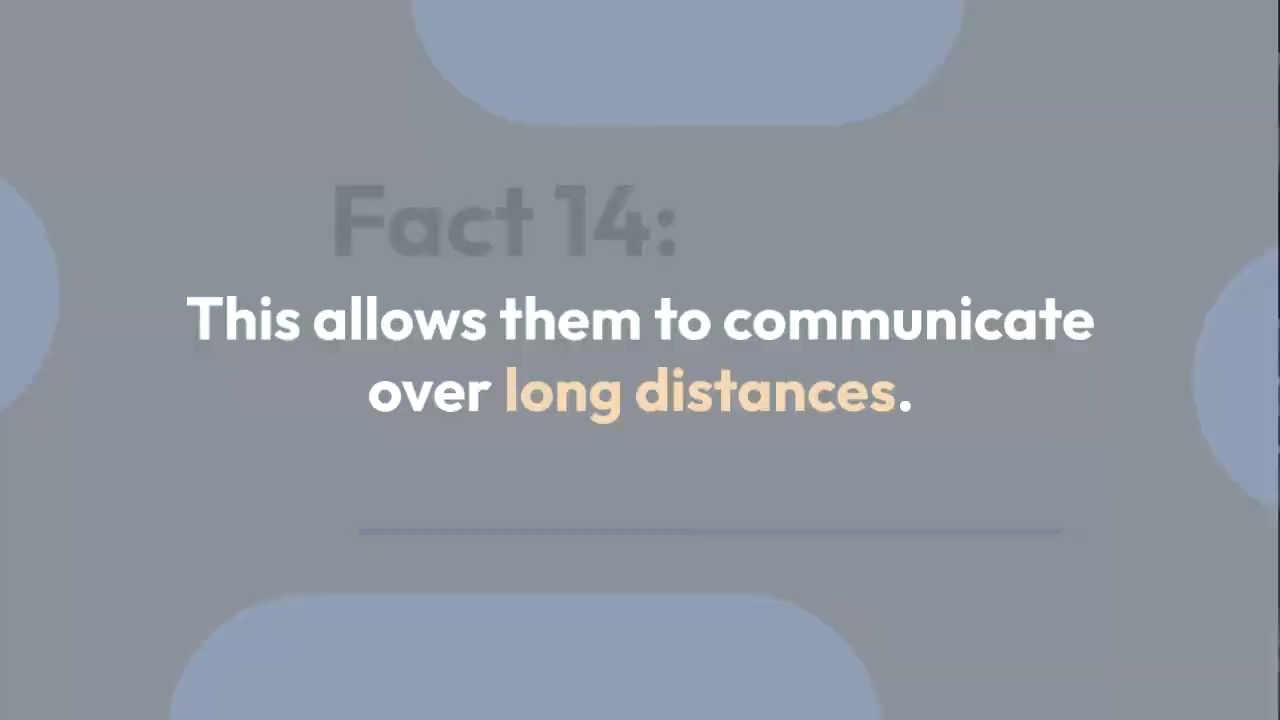 Fact 14:
This allows them to communicate
over long distances.